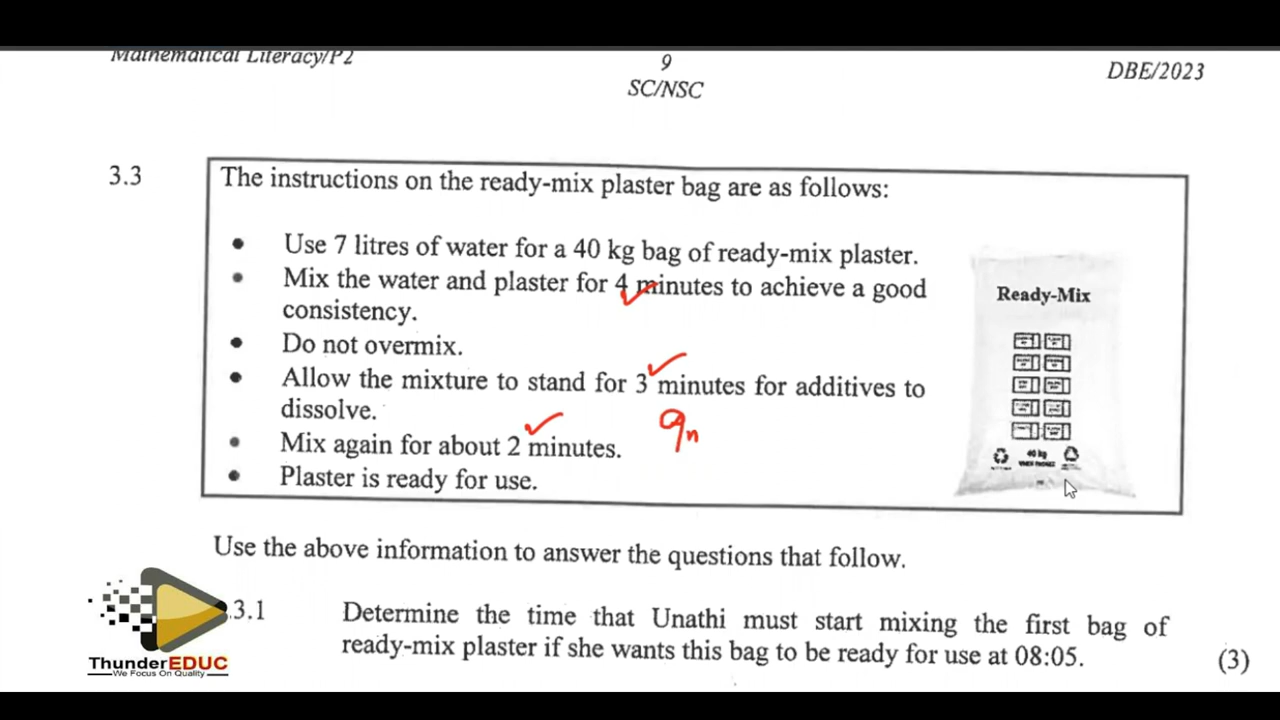 Mathematical Literacy/P2
9
SC/NSC
DBE/2023
3.3
The instructions on the ready-mix plaster bag are as follows:
• Use 7 litres of water for a 40 kg bag of ready-mix plaster.
• Mix the water and plaster for 4 minutes to achieve a good
consistency.
• Do not overmix.
• Allow the mixture to stand for 3 minutes for additives to
dissolve.
• Mix again for about 2 minutes.
• Plaster is ready for use.
9m
Ready-Mix
40 kg
Use the above information to answer the questions that follow.
.3.1
Determine the time that Unathi must start mixing the first bag of
ready-mix plaster if she wants this bag to be ready for use at 08:05.
(3)
ThunderEDUC
We Focus On Quality